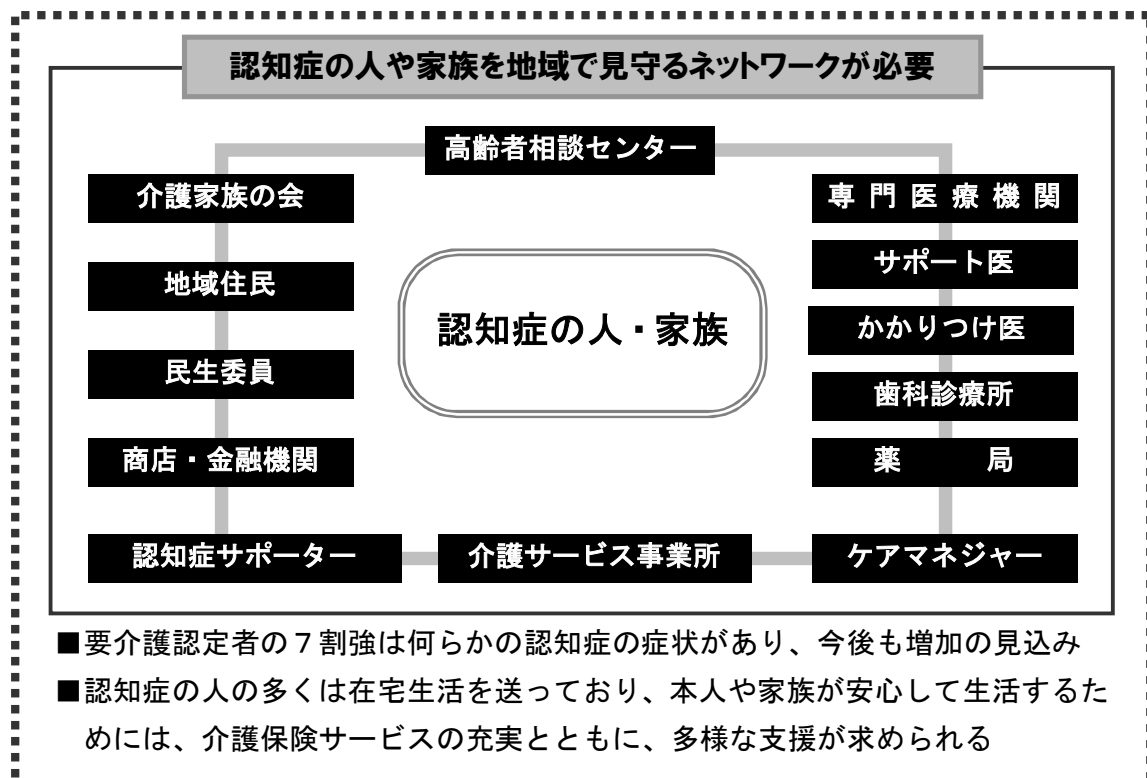 認知症の人や家族を地域で見守るネットワークが必要
高齢者相談センター
介護家族の会
地域住民
民生委員
商店・金融機関
認知症サポーター
認知症の人・家族
介護サービス事業所
専門医療機関
サポート医
かかりつけ医
歯科診療所
薬局
ケアマネジャー
■要介護認定者の７割強は何らかの認知症の症状があり、今後も増加の見込み
■認知症の人の多くは在宅生活を送っており、本人や家族が安心して生活するた
めには、介護保険サービスの充実とともに、多様な支援が求められる